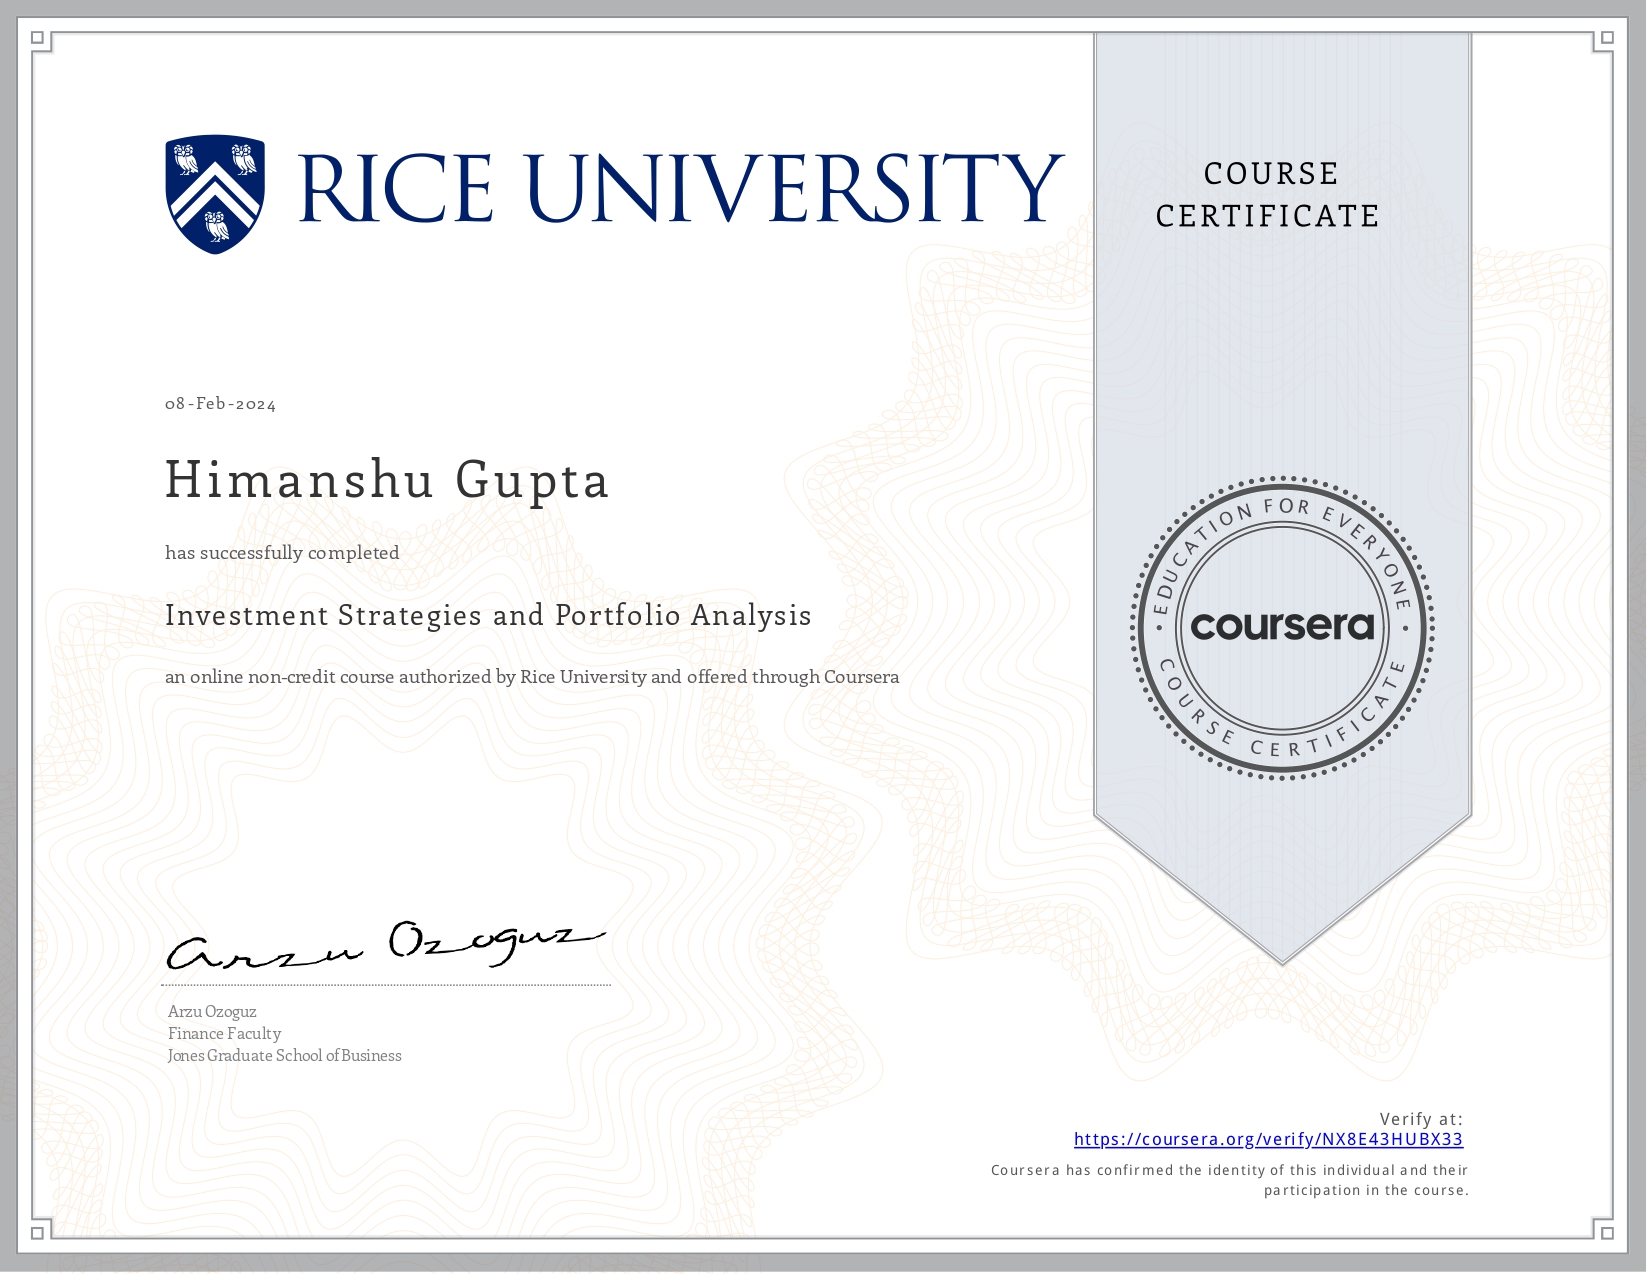 RICE UNIVERSITY
COURSE
CERTIFICATE
08-Feb-2024
Himanshu Gupta
has successfully completed
Investment Strategies and Portfolio Analysis
an online non-credit course authorized by Rice University and offered through Coursera
EDUCATION FOR EVERYONE
coursera
COURSE CERTIFICATE
Arzu Ozoguz
Arzu Ozoguz
Finance Faculty
Jones Graduate School of Business
Verify at:
https://coursera.org/verify/NX8E43HUBX33
Coursera has confirmed the identity of this individual and their
participation in the course.